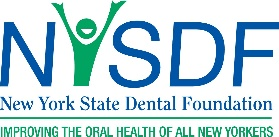 NYSDF
New York State Dental Foundation
IMPROVING THE ORAL HEALTH OF ALL NEW YORKERS